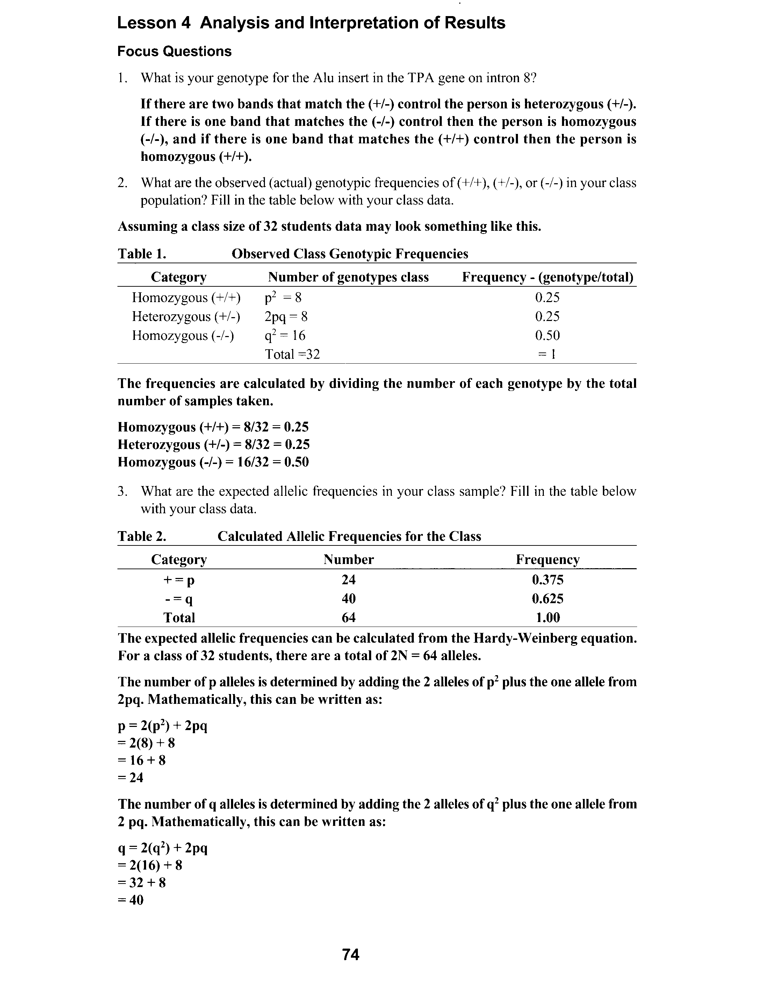 Lesson 4 Analysis and Interpretation of Results
Focus Questions
1. What is your genotype for the Alu insert in the TPA gene on intron 8?
If there are two bands that match the (+/-) control the person is heterozygous (+/-).
If there is one band that matches the (-/-) control then the person is homozygous
(-/-), and if there is one band that matches the (+/+) control then the person is
homozygous (+/+).
2. What are the observed (actual) genotypic frequencies of (+/+), (+/-), or (-/-) in your class
population? Fill in the table below with your class data.
Assuming a class size of 32 students data may look something like this.
Table 1. Observed Class Genotypic Frequencies
Category Number of genotypes class Frequency - (genotype/total)
Homozygous (+/+) p² = 8 0.25
Heterozygous (+/-) 2pq = 8 0.25
Homozygous (-/-) q² = 16 0.50
Total =32 = 1
The frequencies are calculated by dividing the number of each genotype by the total
number of samples taken.
Homozygous (+/+) = 8/32 = 0.25
Heterozygous (+/-) = 8/32 = 0.25
Homozygous (-/-) = 16/32 = 0.50
3. What are the expected allelic frequencies in your class sample? Fill in the table below
with your class data.
Table 2. Calculated Allelic Frequencies for the Class
Category Number Frequency
+ = p 24 0.375
- = q 40 0.625
Total 64 1.00
The expected allelic frequencies can be calculated from the Hardy-Weinberg equation.
For a class of 32 students, there are a total of 2N = 64 alleles.
The number of p alleles is determined by adding the 2 alleles of p² plus the one allele from
2pq. Mathematically, this can be written as:
p = 2(p²) + 2pq
= 2(8) + 8
= 16 + 8
= 24
The number of q alleles is determined by adding the 2 alleles of q² plus the one allele from
2 pq. Mathematically, this can be written as:
q = 2(q²) + 2pq
= 2(16) + 8
= 32 + 8
= 40
74